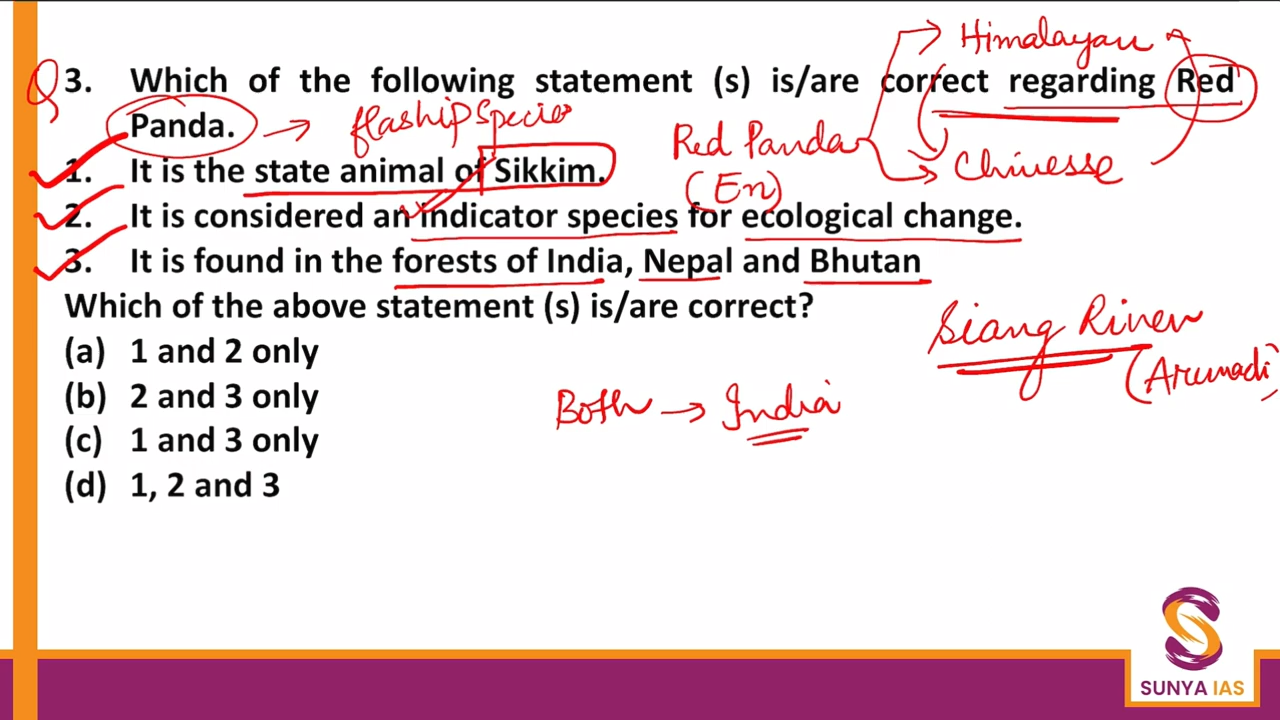 Himalayan
Q 3. Which of the following statement (s) is/are correct regarding Red
Panda. → flaship species
Red Panda
(En)
Chinesse
1. It is the state animal of Sikkim.
2. It is considered an indicator species for ecological change.
3. It is found in the forests of India, Nepal and Bhutan
Which of the above statement (s) is/are correct?
Siang River
(a) 1 and 2 only
(Arunadi)
(b) 2 and 3 only
Both → India
(c) 1 and 3 only
(d) 1, 2 and 3
SUNYA IAS